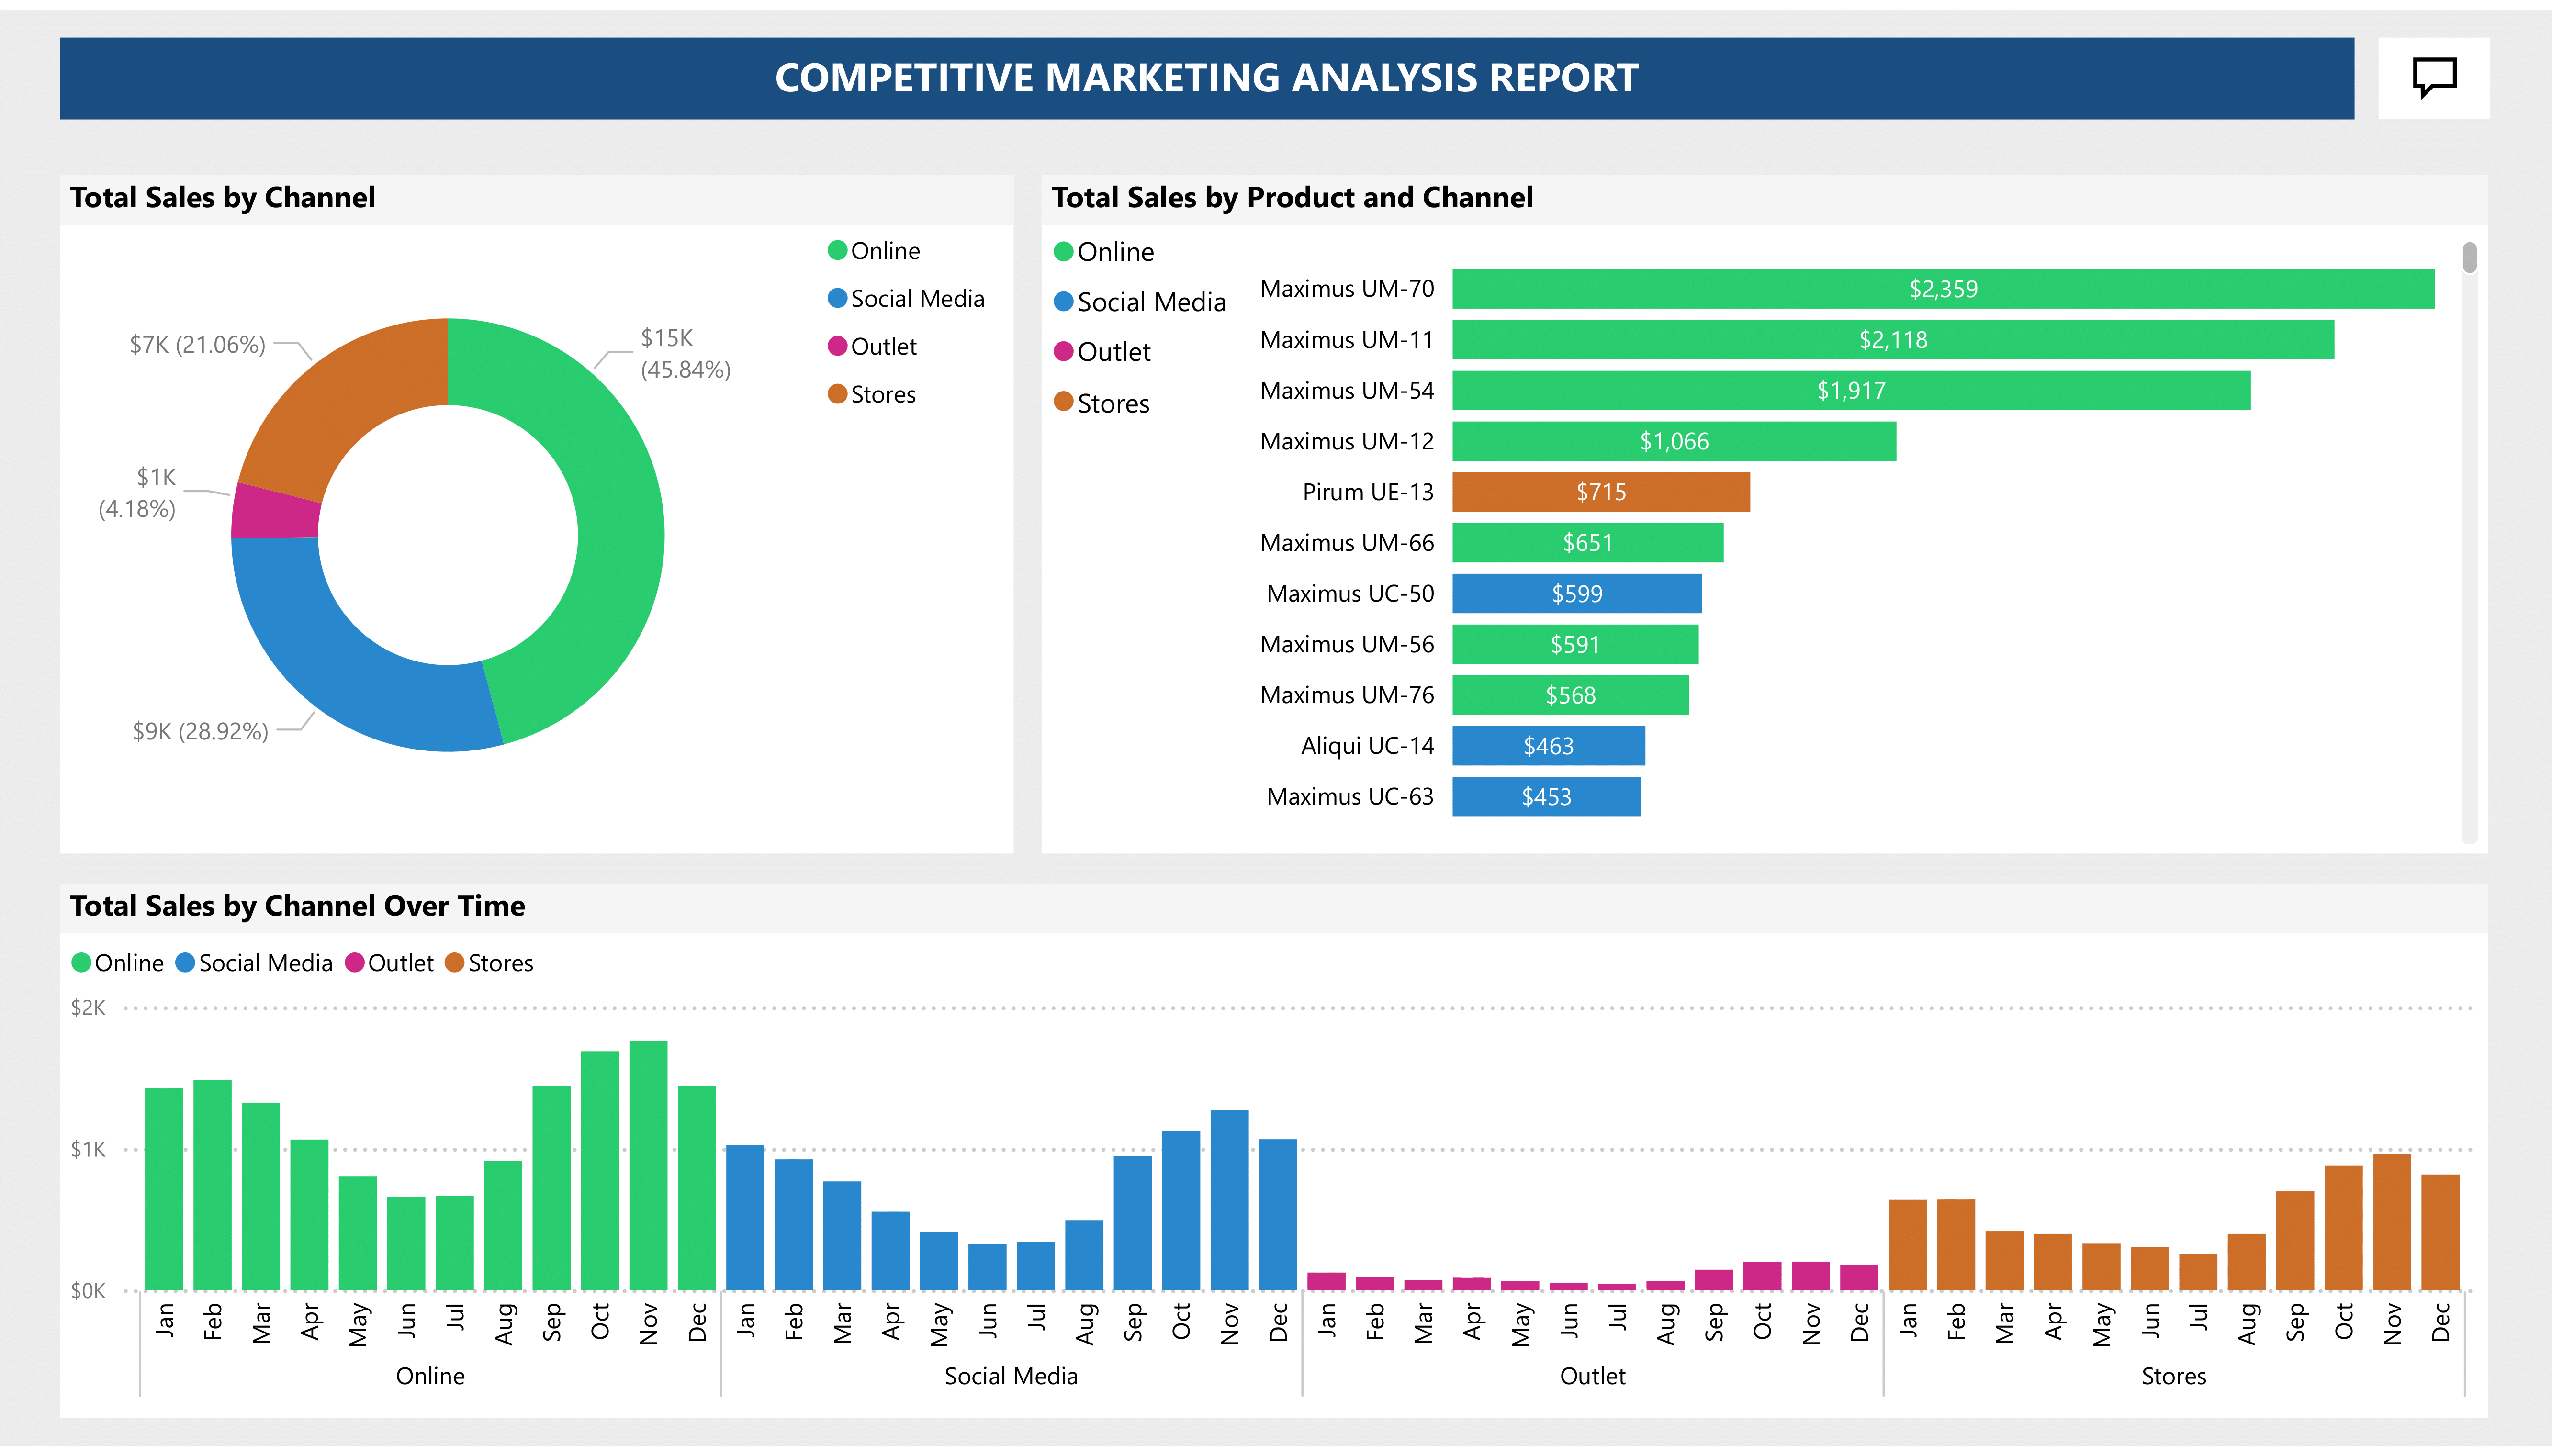 COMPETITIVE MARKETING ANALYSIS REPORT
Total Sales by Channel
Online
Social Media
Outlet
Stores
$15K
(45.84%)
$7K (21.06%)
$1K
(4.18%)
$9K (28.92%)
Total Sales by Product and Channel
Online
Social Media
Outlet
Stores
Maximus UM-70 $2,359
Maximus UM-11 $2,118
Maximus UM-54 $1,917
Maximus UM-12 $1,066
Pirum UE-13 $715
Maximus UM-66 $651
Maximus UC-50 $599
Maximus UM-56 $591
Maximus UM-76 $568
Aliqui UC-14 $463
Maximus UC-63 $453
Total Sales by Channel Over Time
Online Social Media Outlet Stores
$2K
$1K
$0K
Jan Feb Mar Apr May Jun Jul Aug Sep Oct Nov Dec Jan Feb Mar Apr May Jun Jul Aug Sep Oct Nov Dec Jan Feb Mar Apr May Jun Jul Aug Sep Oct Nov Dec Jan Feb Mar Apr May Jun Jul Aug Sep Oct Nov Dec
Online Social Media Outlet Stores